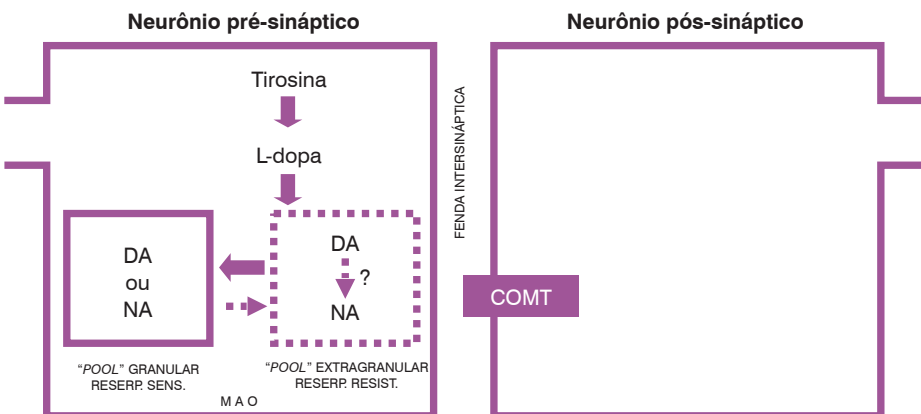 Neurônio pré-sináptico
Neurônio pós-sináptico
Tirosina
L-dopa
DA
ou
NA
DA
?
NA
"POOL" GRANULAR
RESERP. SENS.
"POOL" EXTRAGRANULAR
RESERP. RESIST.
M A O
FENDA INTERSINÁPTICA
COMT